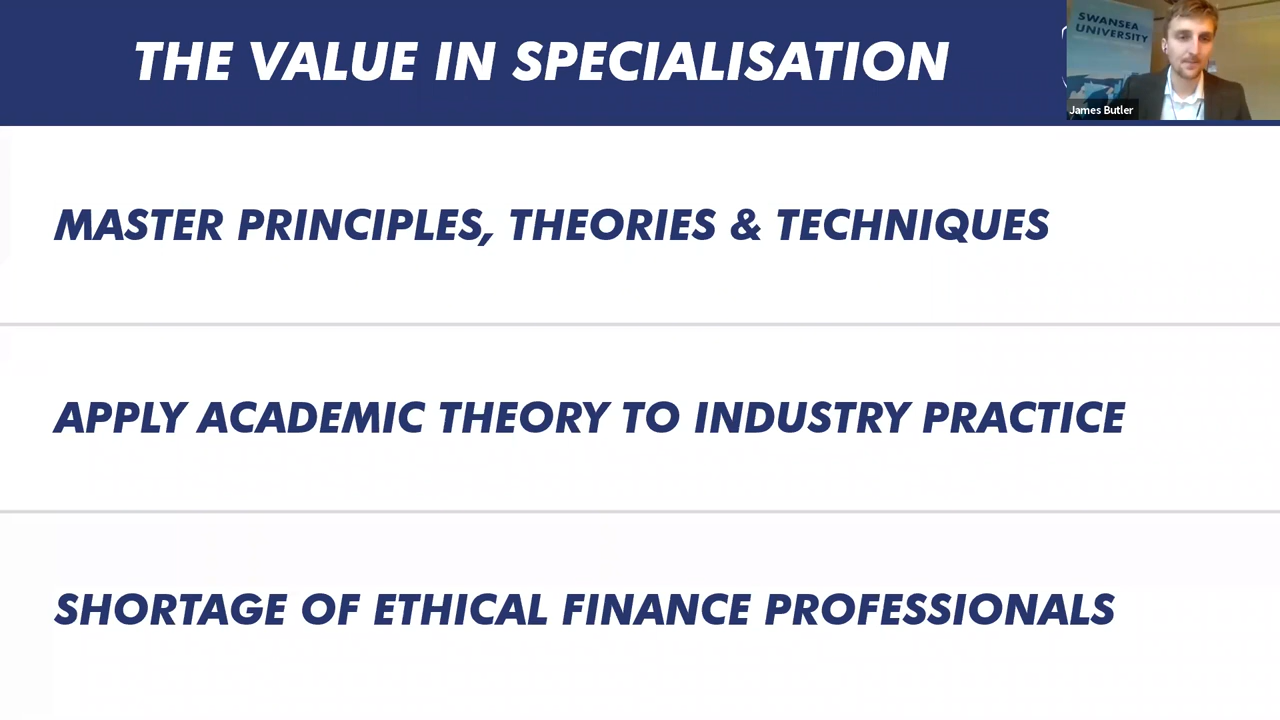 THE VALUE IN SPECIALISATION
SWANSEA
UNIVERSITY
James Butler
MASTER PRINCIPLES, THEORIES & TECHNIQUES
APPLY ACADEMIC THEORY TO INDUSTRY PRACTICE
SHORTAGE OF ETHICAL FINANCE PROFESSIONALS